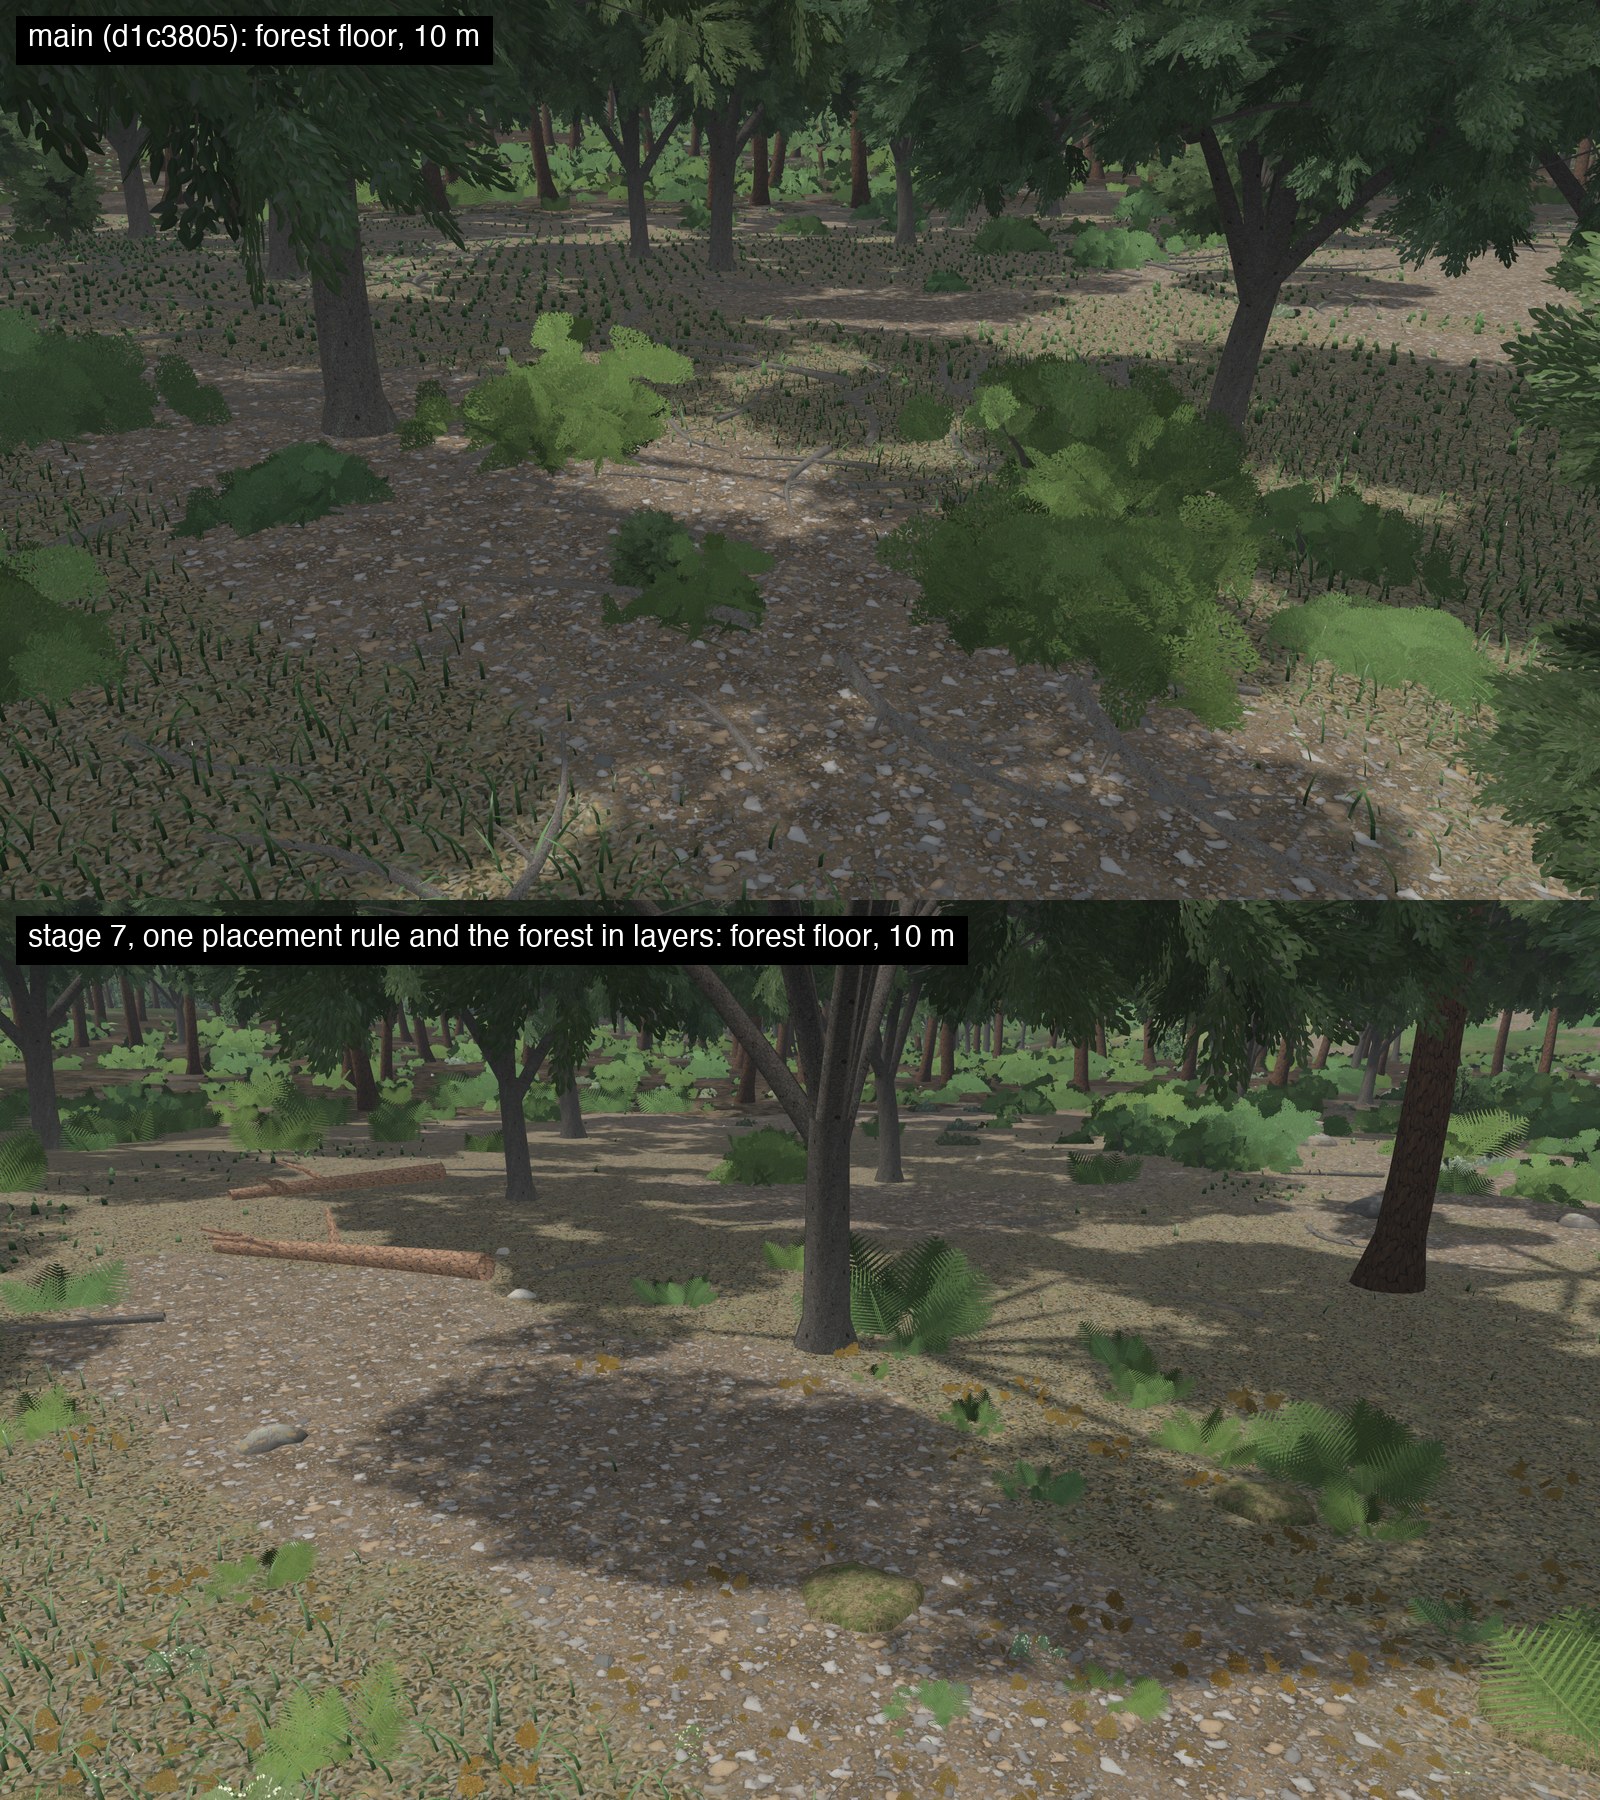 main (d1c3805): forest floor, 10 m
stage 7, one placement rule and the forest in layers: forest floor, 10 m